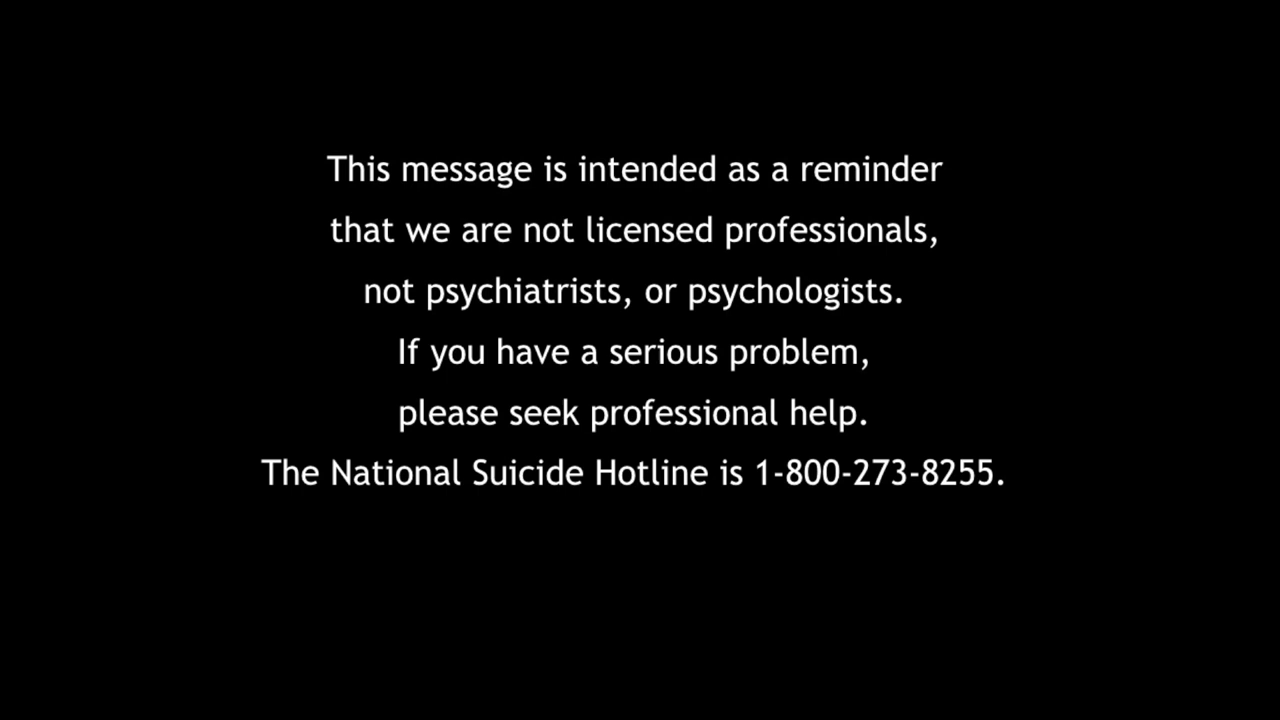 This message is intended as a reminder
that we are not licensed professionals,
not psychiatrists, or psychologists.
If you have a serious problem,
please seek professional help.
The National Suicide Hotline is 1-800-273-8255.